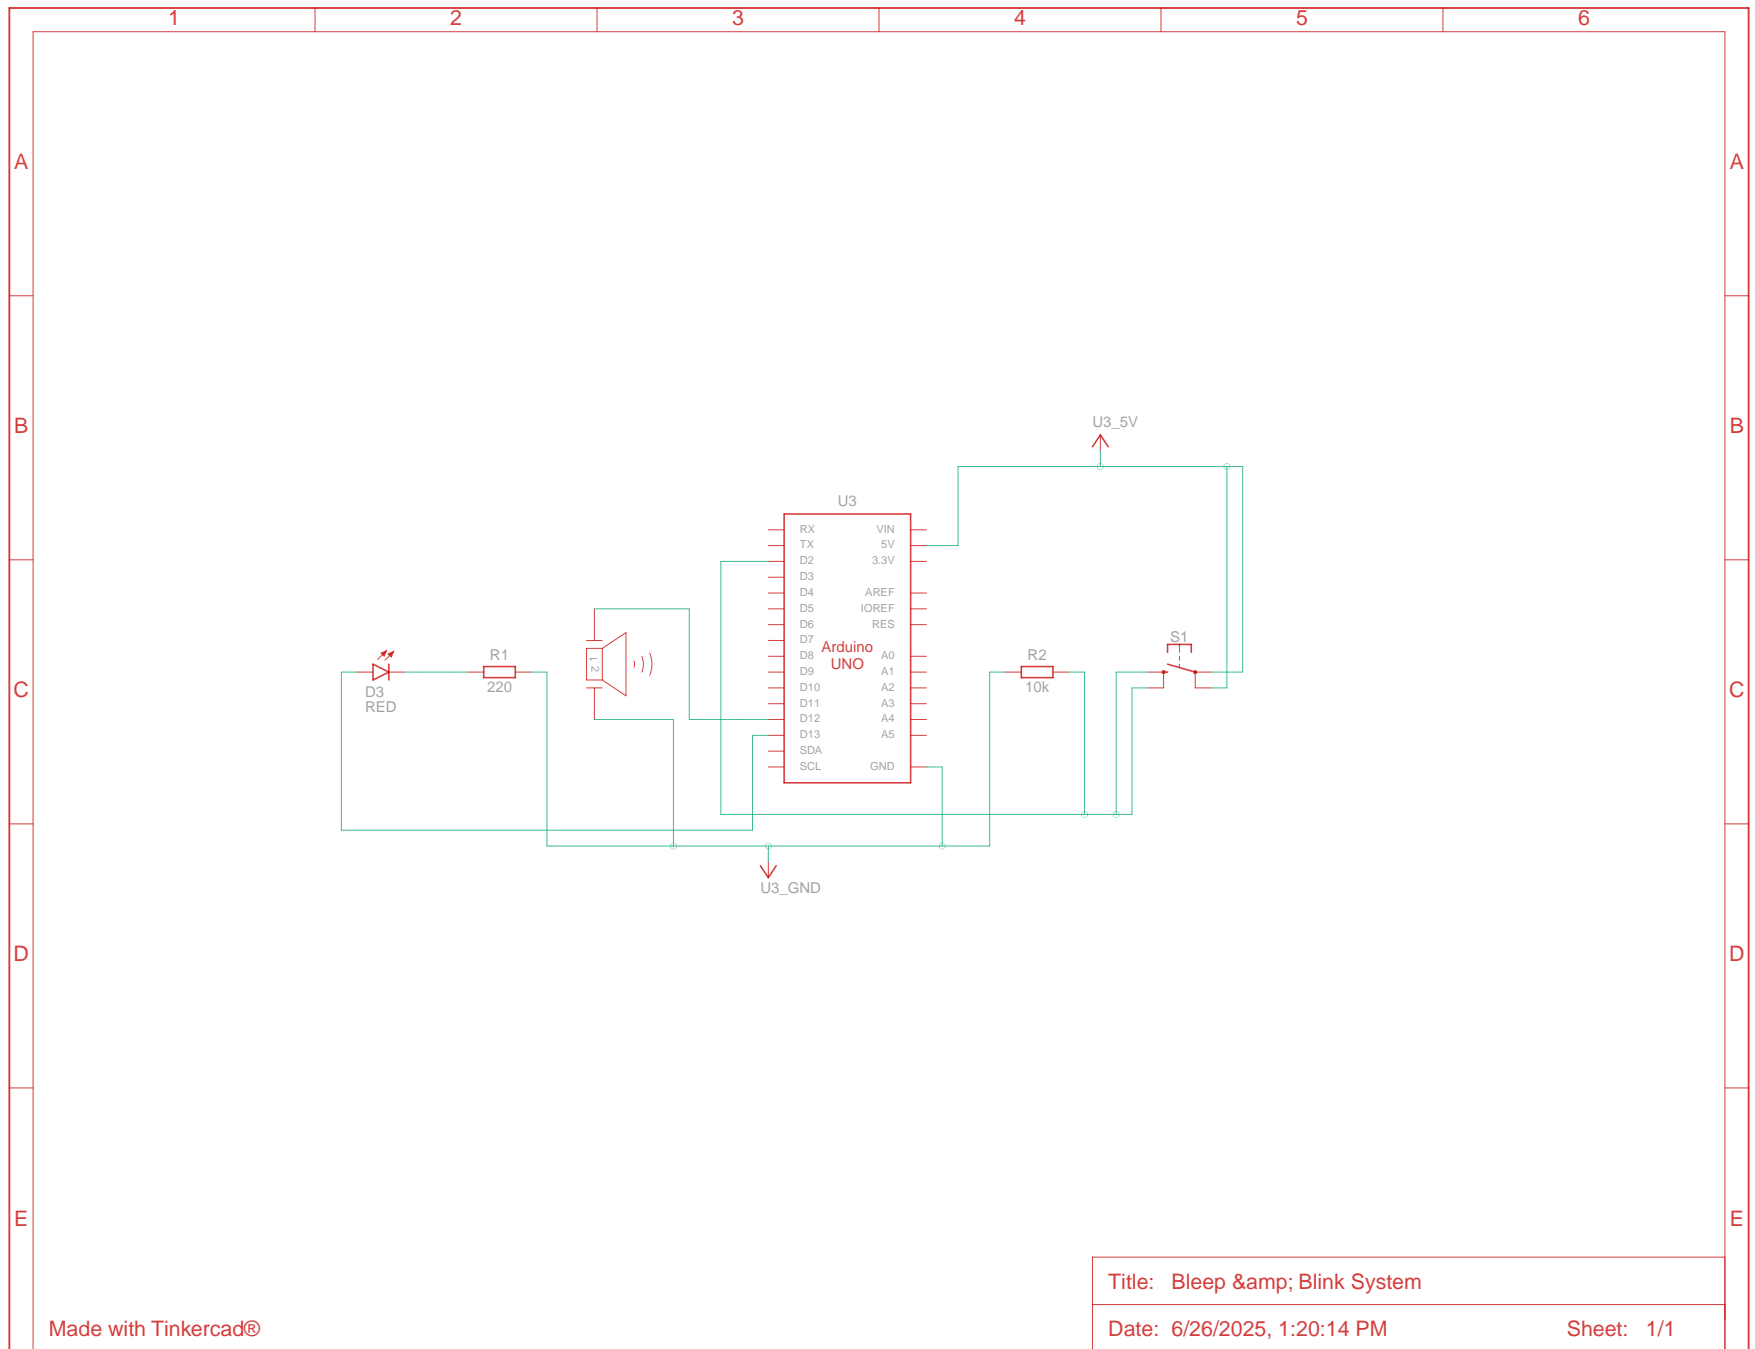 1 2 3 4 5 6
A A
U3_5V
B B
U3
RX VIN
TX 5V
D2 3.3V
D3
D4 AREF
D5 IOREF
D6 RES
D7
Arduino
UNO
D8 A0
D9 A1
D10 A2
D11 A3
D12 A4
D13 A5
SDA
SCL GND
S1
R1
220
1 2
R2
10k
C C
D3
RED
U3_GND
D D
E E
Title: Bleep &amp;amp; Blink System
Made with Tinkercad®
Date: 6/26/2025, 1:20:14 PM Sheet: 1/1